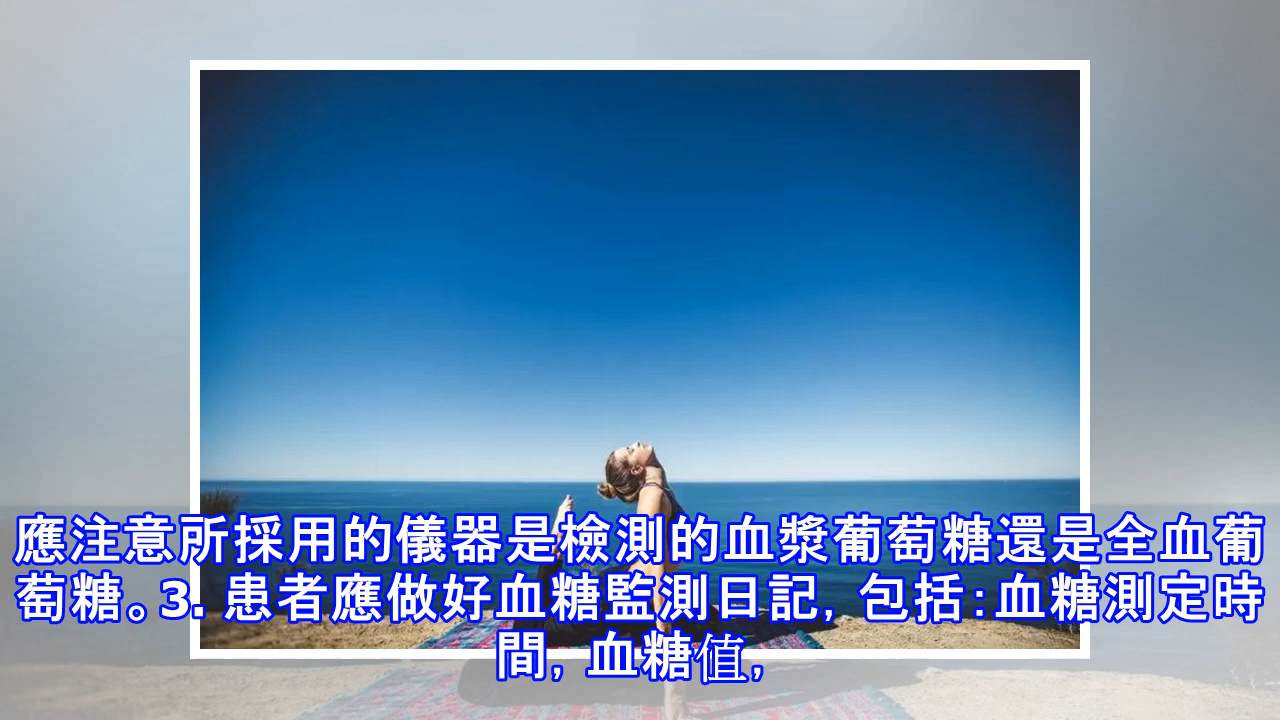 應注意所採用的儀器是檢測的血漿葡萄糖還是全血葡
萄糖。3. 患者應做好血糖監測日記, 包括:血糖測定時
間, 血糖值,